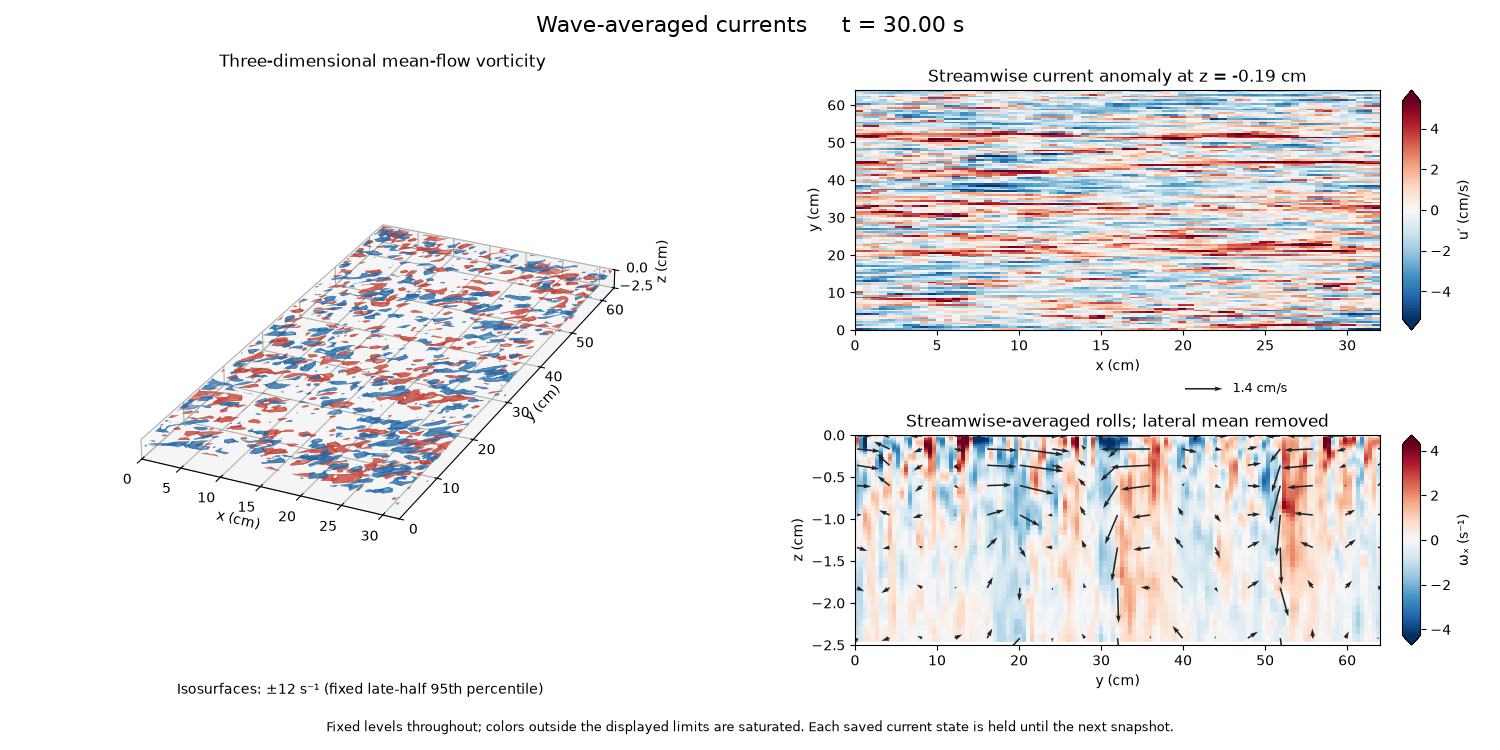 Wave-averaged currents t = 30.00 s
Three-dimensional mean-flow vorticity
0.0
−2.5
z (cm)
60
50
40
30
20
10
0
y (cm)
0
5
10
15
20
25
30
x (cm)
Isosurfaces: ±12 s⁻¹ (fixed late-half 95th percentile)
Streamwise current anomaly at z = -0.19 cm
60
50
40
30
20
10
0
y (cm)
0 5 10 15 20 25 30
x (cm)
4
2
0
−2
−4
u′ (cm/s)
1.4 cm/s
Streamwise-averaged rolls; lateral mean removed
0.0
−0.5
−1.0
−1.5
−2.0
−2.5
z (cm)
0 10 20 30 40 50 60
y (cm)
4
2
0
−2
−4
ωₓ (s⁻¹)
Fixed levels throughout; colors outside the displayed limits are saturated. Each saved current state is held until the next snapshot.